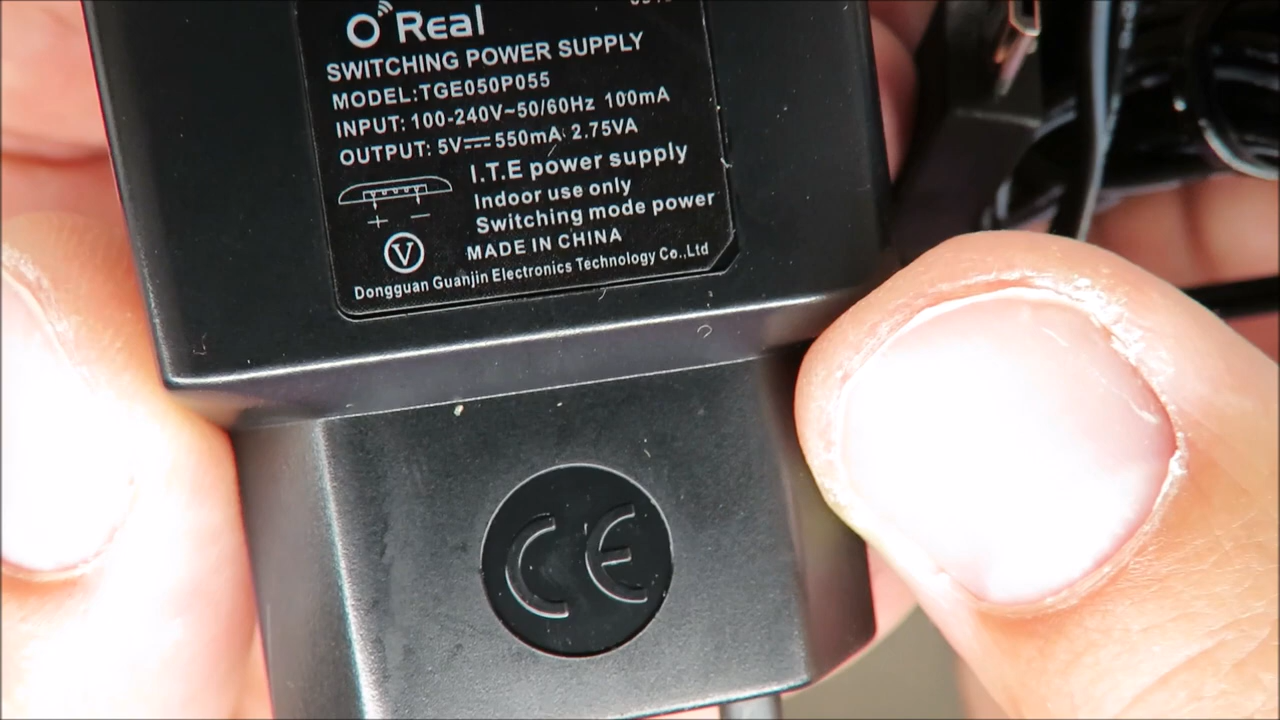 O Real
SWITCHING POWER SUPPLY
MODEL:TGE050P055
INPUT: 100-240V~50/60Hz 100mA
OUTPUT: 5V⎓550mA 2.75VA
I.T.E power supply
Indoor use only
+ −
Switching mode power
V
MADE IN CHINA
Dongguan Guanjin Electronics Technology Co.,Ltd
CE